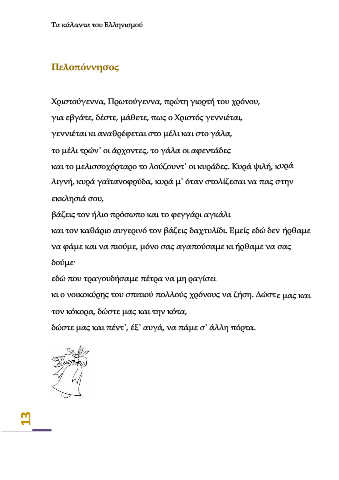 Τα κάλαντα του Ελληνισμού
Πελοπόννησος
Χριστούγεννα, Πρωτούγεννα, πρώτη γιορτή του χρόνου,
για εβγάτε, δέστε, μάθετε, πως ο Χριστός γεννιέται,
γεννιέται κι αναθρέφεται στο μέλι και στο γάλα,
το μέλι τρών' οι άρχοντες, το γάλα οι αφεντάδες
και το μελισσοχόρταρο το λούζουντ' οι κυράδες. Κυρά ψιλή, κυρά
λιγνή, κυρά γαϊτανοφρύδα, κυρά μ' όταν στολίζεσαι να πας στην
εκκλησιά σου,
βάζεις τον ήλιο πρόσωπο και το φεγγάρι αγκάλι
και τον καθάριο αυγερινό τον βάζεις δαχτυλίδι. Εμείς εδώ δεν ήρθαμε
να φάμε και να πιούμε, μόνο σας αγαπούσαμε κι ήρθαμε να σας
δούμε·
εδώ που τραγουδήσαμε πέτρα να μη ραγίσει
κι ο νοικοκύρης του σπιτιού πολλούς χρόνους να ζήση. Δώστε μας και
τον κόκορα, δώστε μας και την κότα,
δώστε μας και πέντ', έξ' αυγά, να πάμε σ' άλλη πόρτα.
13